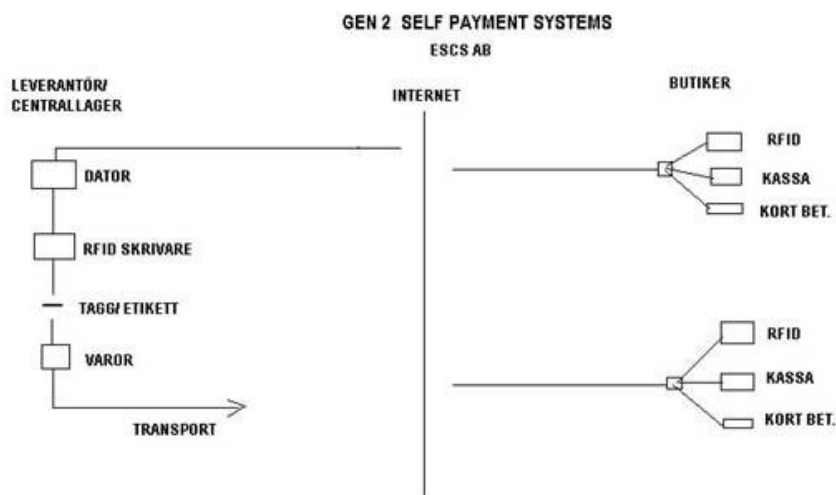 GEN 2 SELF PAYMENT SYSTEMS
ESCS AB
LEVERANTÖR/
CENTRALLAGER
INTERNET
BUTIKER
DATOR
RFID SKRIVARE
TAGG/ETIKETT
VAROR
TRANSPORT
RFID
KASSA
KORT BET.
RFID
KASSA
KORT BET.